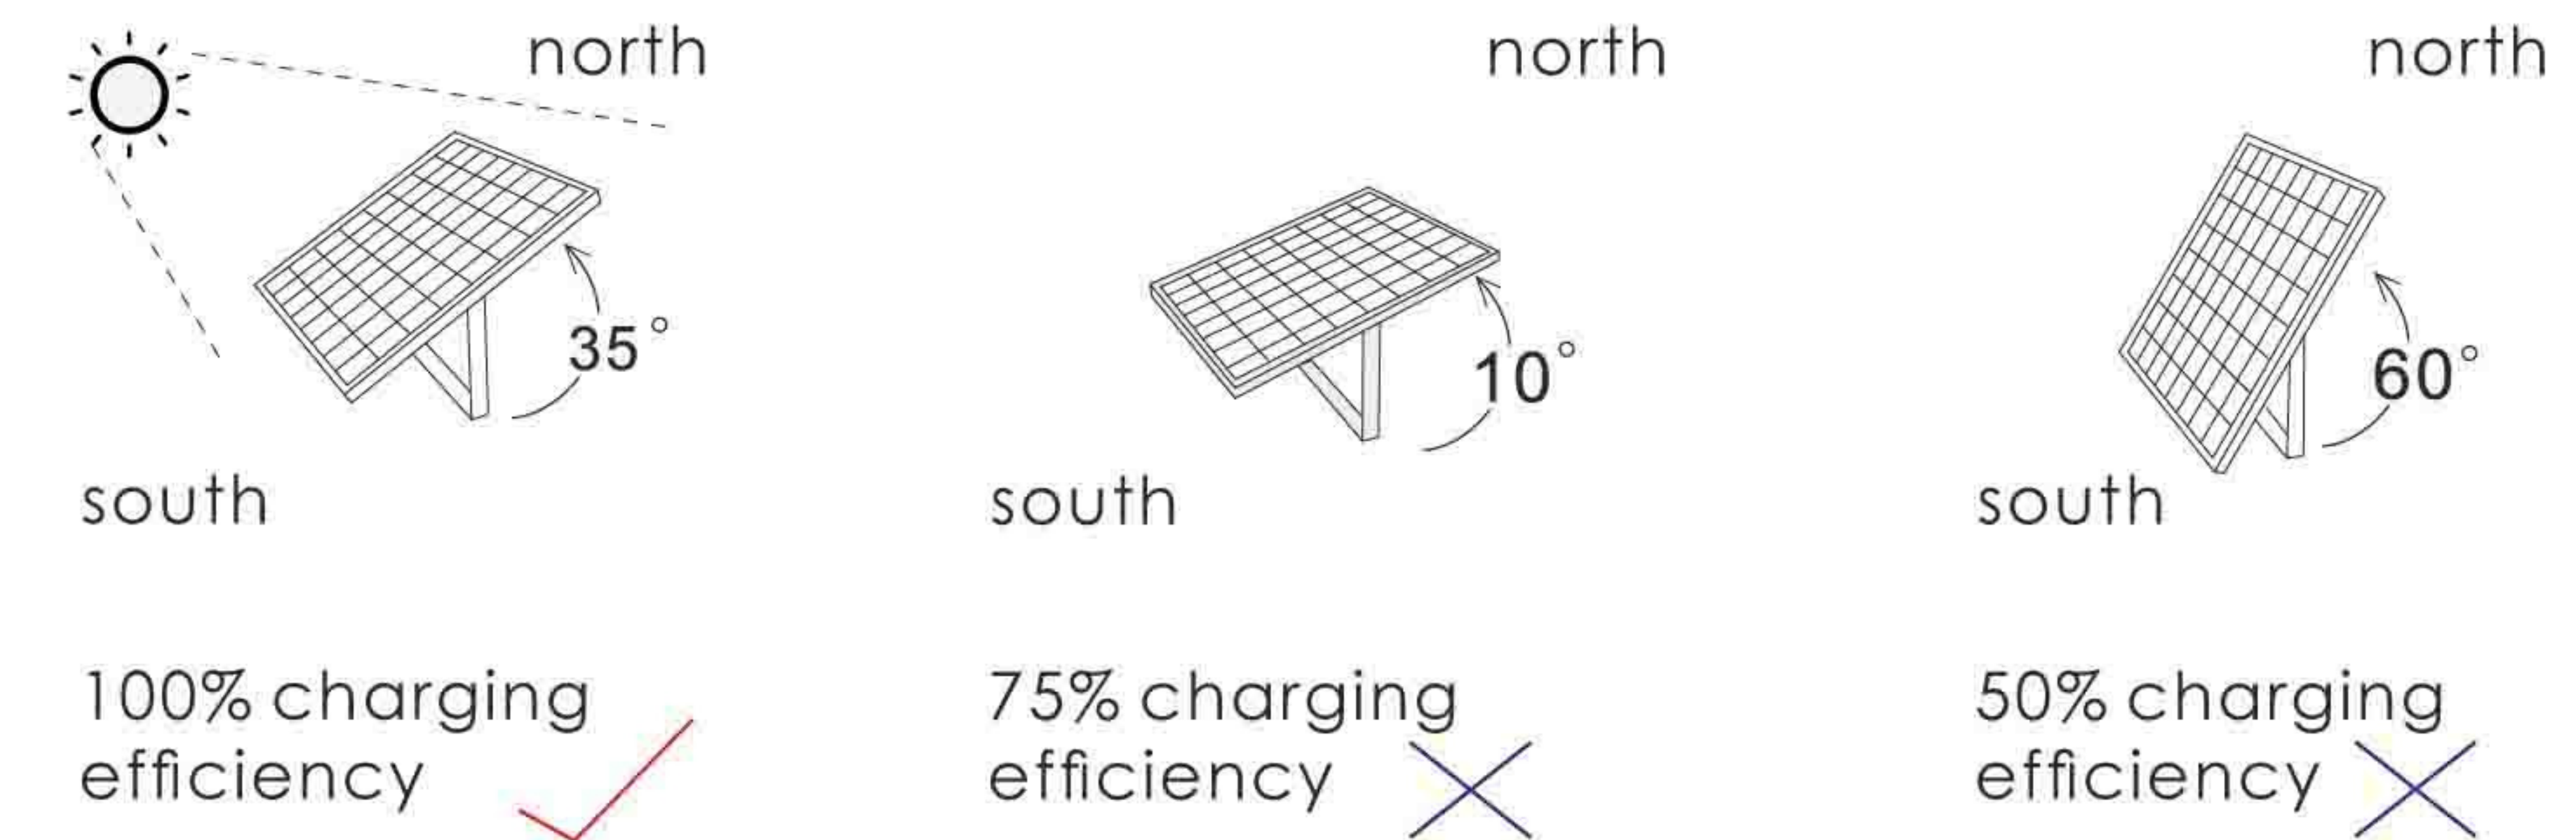 north
north
north
35°
10°
60°
south
south
south
100% charging
efficiency
75% charging
efficiency
50% charging
efficiency